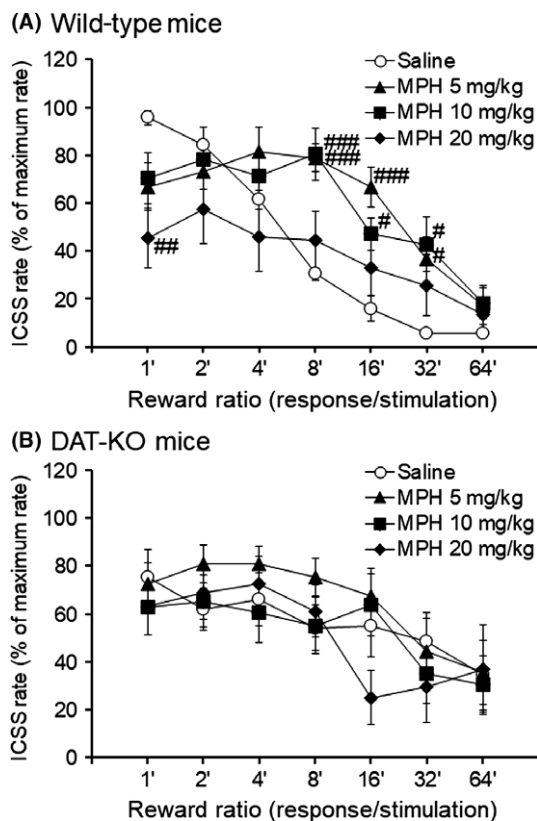 (A) Wild-type mice
Saline
MPH 5 mg/kg
MPH 10 mg/kg
MPH 20 mg/kg
120
100
80
60
40
20
0
ICSS rate (% of maximum rate)
##
###
###
###
#
#
#
1' 2' 4' 8' 16' 32' 64'
Reward ratio (response/stimulation)
(B) DAT-KO mice
Saline
MPH 5 mg/kg
MPH 10 mg/kg
MPH 20 mg/kg
120
100
80
60
40
20
0
ICSS rate (% of maximum rate)
1' 2' 4' 8' 16' 32' 64'
Reward ratio (response/stimulation)